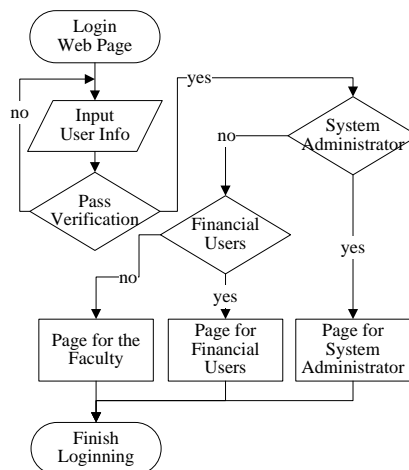 Login
Web Page
yes
no
Input
User Info
System
Administrator
no
Pass
Verification
Financial
Users
yes
no
yes
Page for the
Faculty
Page for
Financial
Users
Page for
System
Administrator
Finish
Loginning